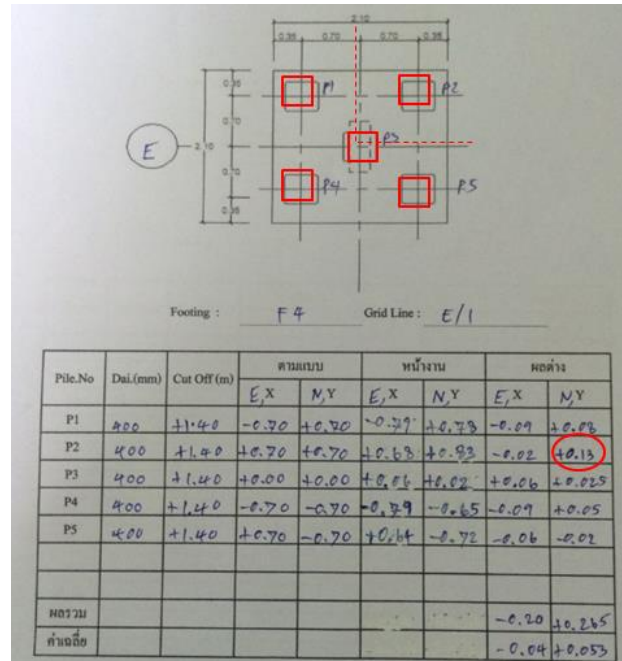 2.10
0.35 0.70 0.70 0.35
P1 P2
0.35
0.70
E 2.10 P3
0.70
P4 P5
0.35
Footing : F4 Grid Line : E/1
Pile.No Dai.(mm) Cut Off (m) ตามแบบ หน้างาน ผลต่าง
E,X N,Y E,X N,Y E,X N,Y
P1 400 +1.40 -0.70 +0.70 -0.79 +0.78 -0.09 +0.08
P2 400 +1.40 +0.70 +0.70 +0.68 +0.83 -0.02 +0.13
P3 400 +1.40 +0.00 +0.00 +0.06 +0.02 +0.06 +0.025
P4 400 +1.40 -0.70 -0.70 -0.79 -0.65 -0.09 +0.05
P5 400 +1.40 +0.70 -0.70 +0.64 -0.72 -0.06 -0.02
ผลรวม -0.20 +0.265
ค่าเฉลี่ย -0.04 +0.053